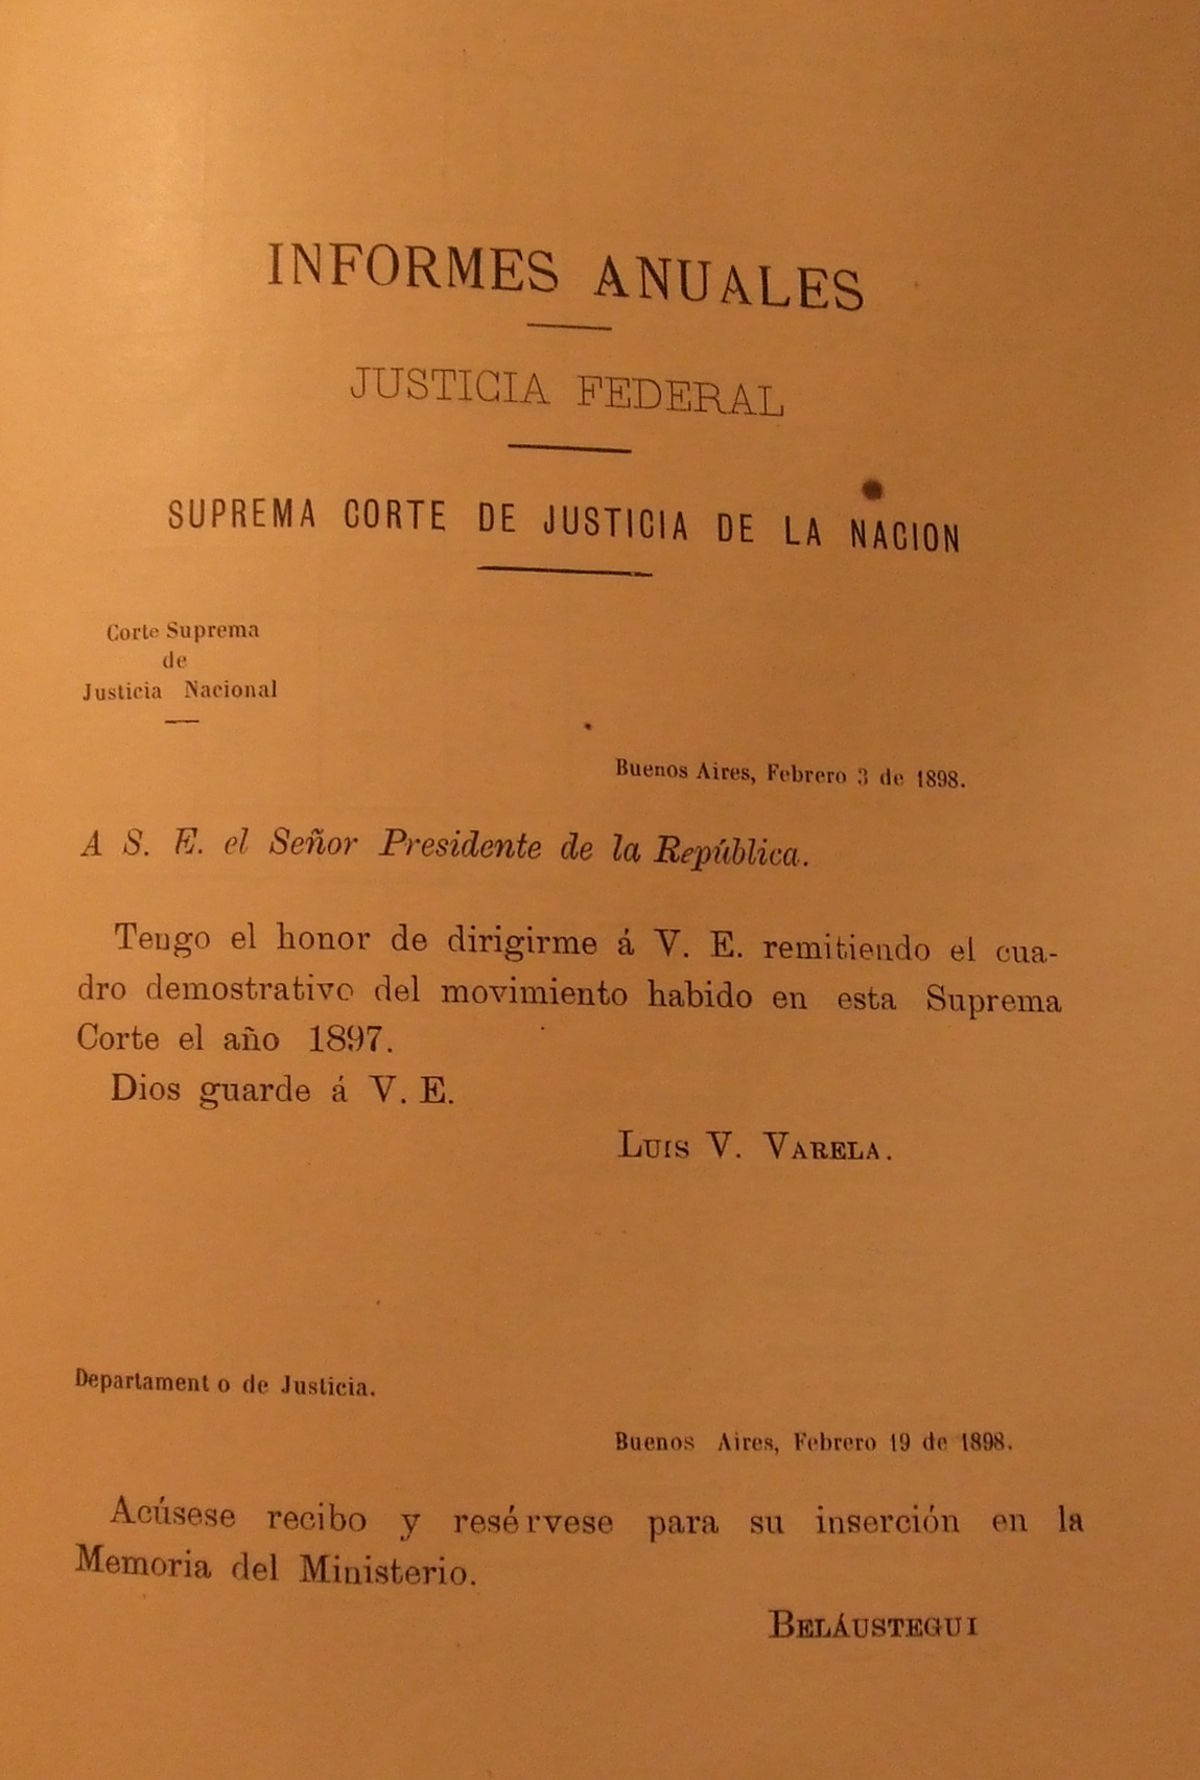 INFORMES ANUALES
JUSTICIA FEDERAL
SUPREMA CORTE DE JUSTICIA DE LA NACION
Corte Suprema
de
Justicia Nacional
Buenos Aires, Febrero 3 de 1898.
A S. E. el Señor Presidente de la República.
Tengo el honor de dirigirme á V. E. remitiendo el cua-
dro demostrativo del movimiento habido en esta Suprema
Corte el año 1897.
Dios guarde á V. E.
LUIS V. VARELA.
Departamento de Justicia.
Buenos Aires, Febrero 19 de 1898.
Acúsese recibo y resérvese para su inserción en la
Memoria del Ministerio.
BELÁUSTEGUI